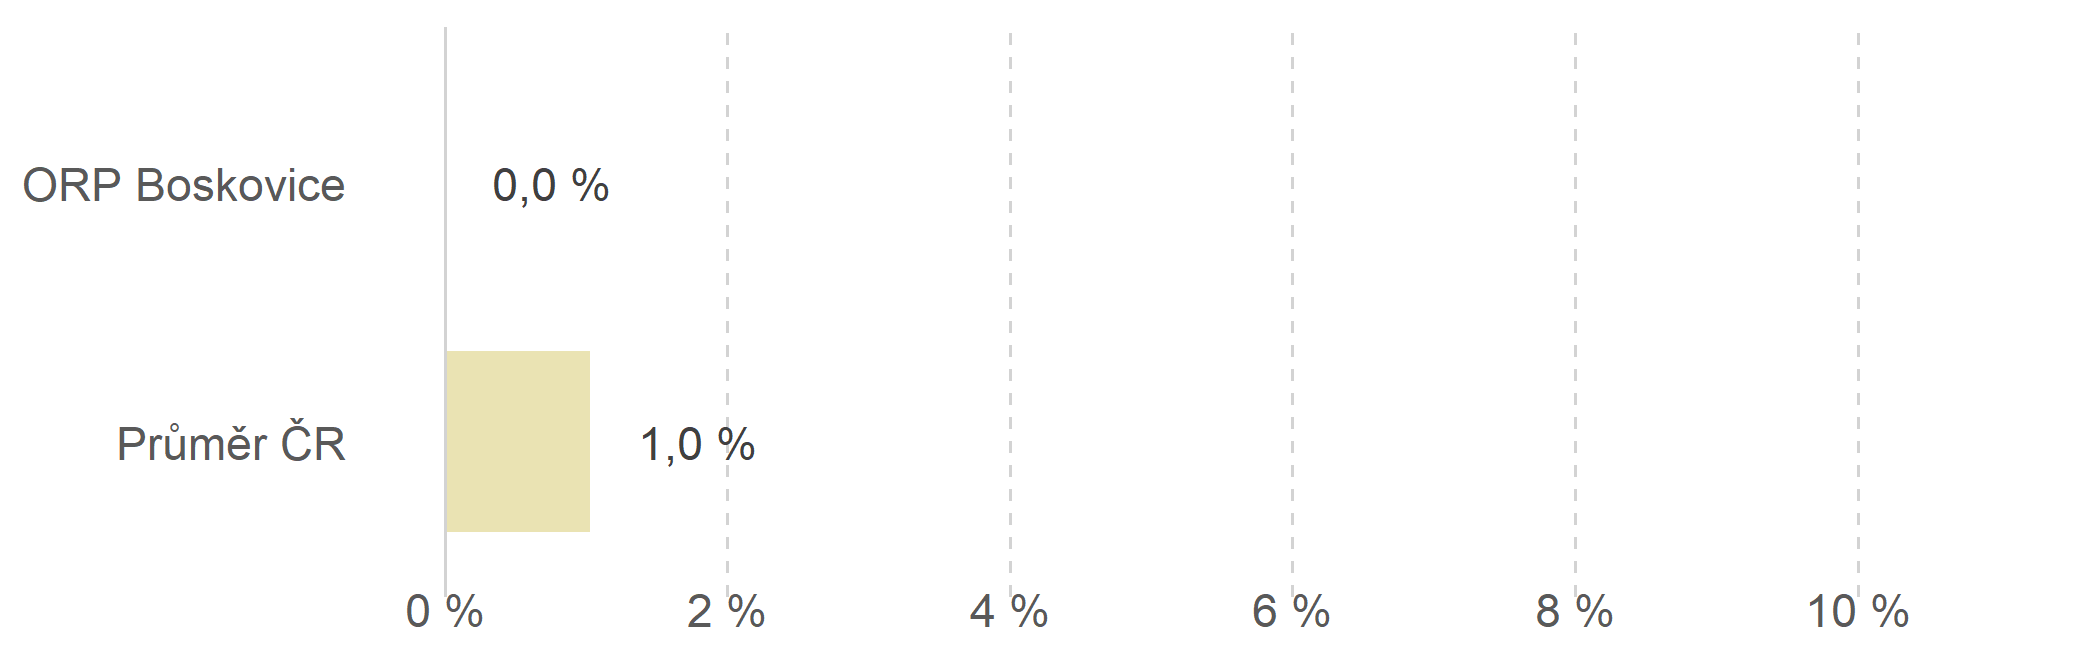 ORP Boskovice 0,0 %
Průměr ČR 1,0 %
0 % 2 % 4 % 6 % 8 % 10 %